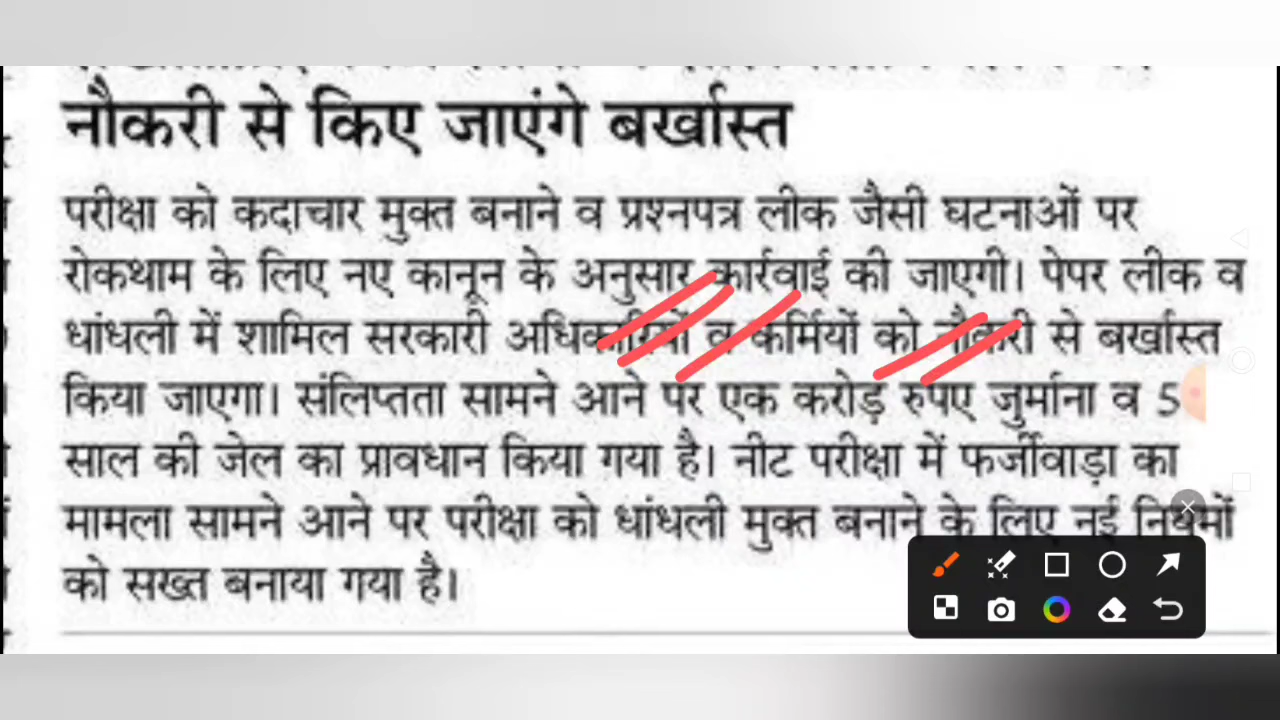 नौकरी से किए जाएंगे बर्खास्त
परीक्षा को कदाचार मुक्त बनाने व प्रश्नपत्र लीक जैसी घटनाओं पर
रोकथाम के लिए नए कानून के अनुसार कार्रवाई की जाएगी। पेपर लीक व
धांधली में शामिल सरकारी अधिकारियों व कर्मियों को नौकरी से बर्खास्त
किया जाएगा। संलिप्तता सामने आने पर एक करोड़ रुपए जुर्माना व 5
साल की जेल का प्रावधान किया गया है। नीट परीक्षा में फर्जीवाड़ा का
मामला सामने आने पर परीक्षा को धांधली मुक्त बनाने के लिए नई नियमों
को सख्त बनाया गया है।